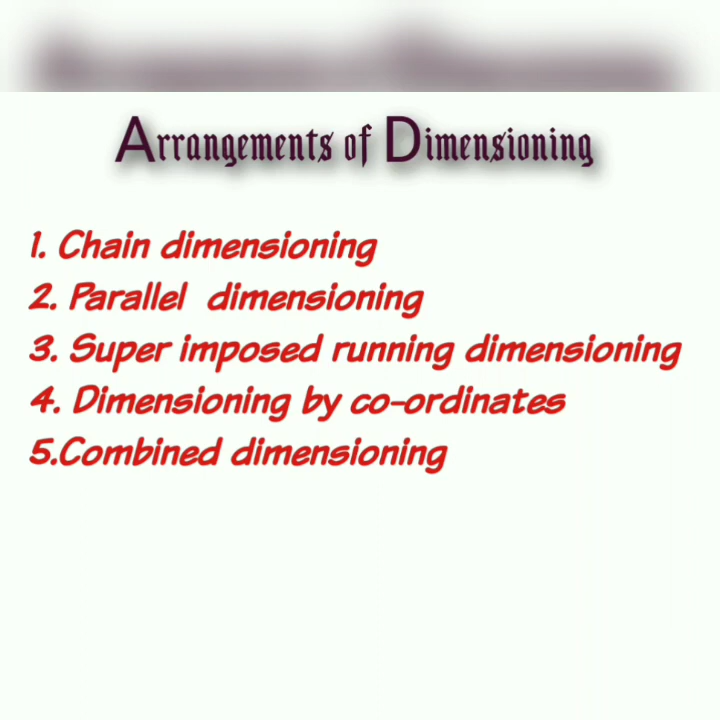 Arrangements of Dimensioning
1. Chain dimensioning
2. Parallel dimensioning
3. Super imposed running dimensioning
4. Dimensioning by co-ordinates
5.Combined dimensioning